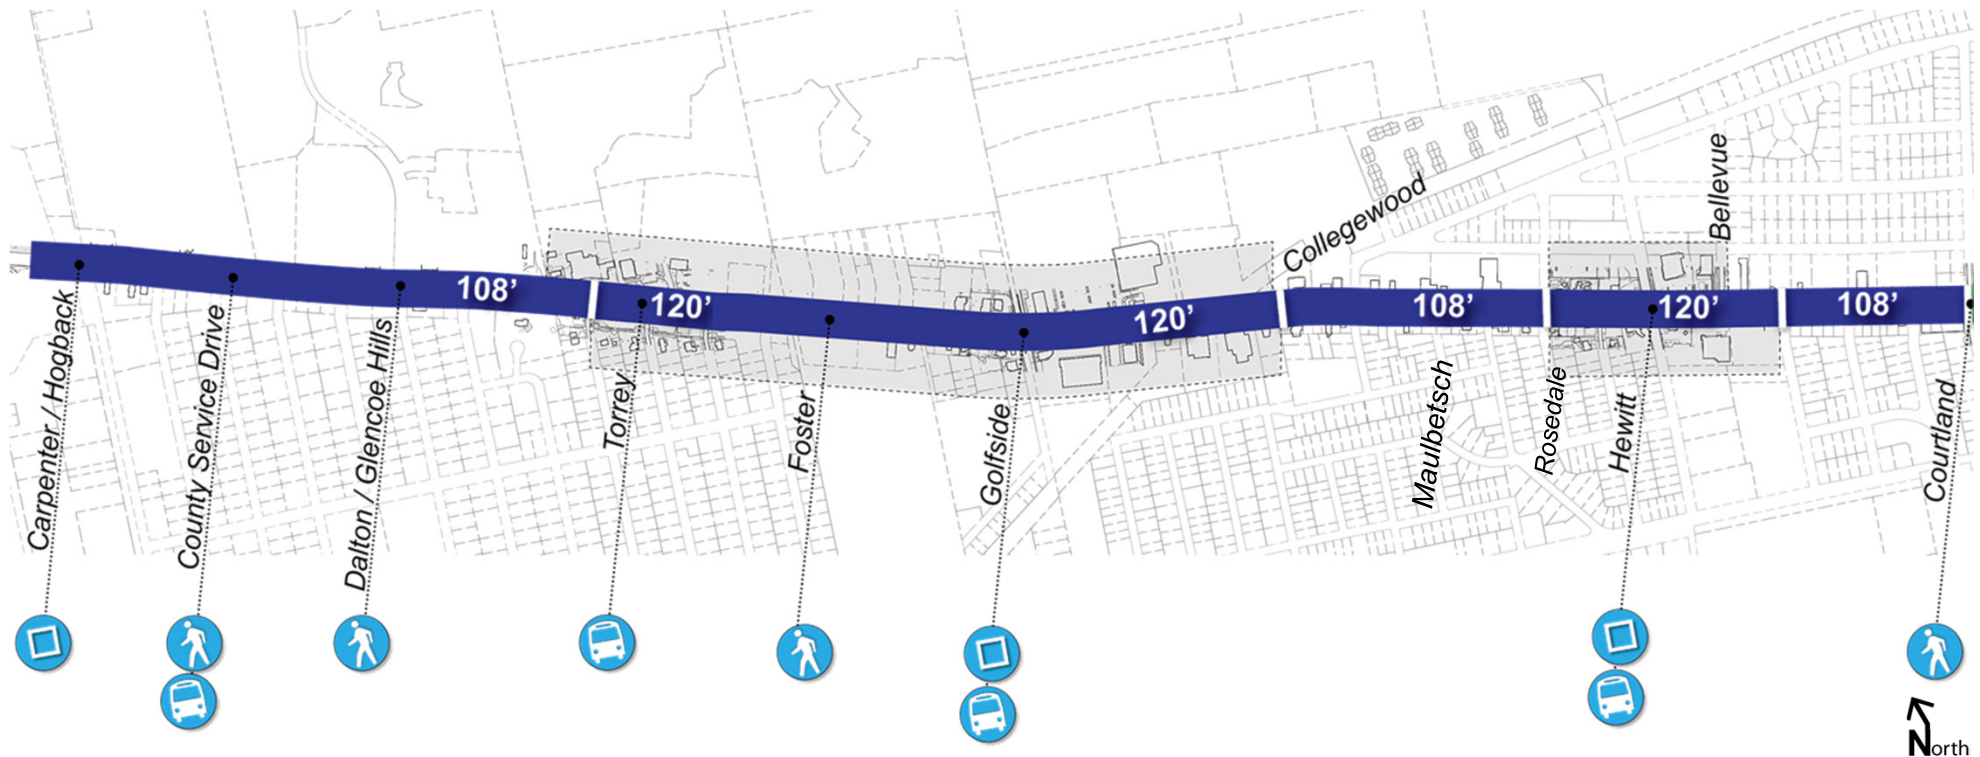 Bellevue
Collegewood
108’
120’
120’
108’
120’
108’
Carpenter / Hogback
County Service Drive
Dalton / Glencoe Hills
Torrey
Foster
Golfside
Maulbetsch
Rosedale
Hewitt
Courtland
North